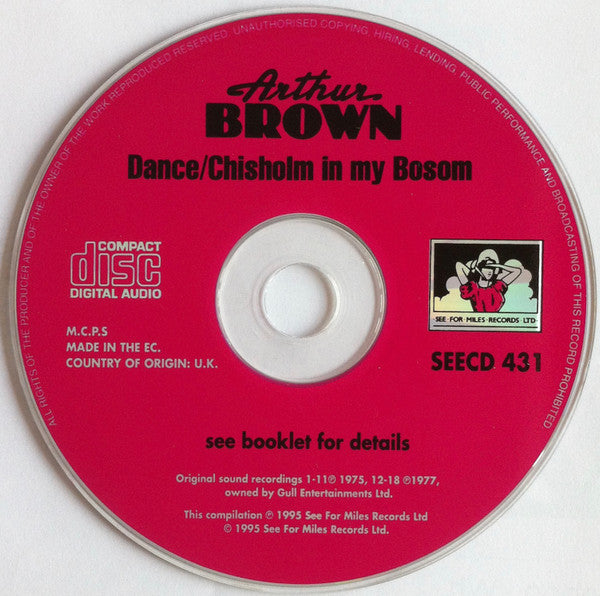 ALL RIGHTS OF THE PRODUCER AND OF THE OWNER OF THE WORK REPRODUCED RESERVED. UNAUTHORISED COPYING, HIRING, LENDING, PUBLIC PERFORMANCE AND BROADCASTING OF THIS RECORD PROHIBITED
Arthur
BROWN
Dance/Chisholm in my Bosom
COMPACT
disc
DIGITAL AUDIO
SEE·FOR·MILES·RECORDS·LTD
M.C.P.S
MADE IN THE EC.
COUNTRY OF ORIGIN: U.K.
SEECD 431
see booklet for details
Original sound recordings 1-11℗ 1975, 12-18 ℗1977,
owned by Gull Entertainments Ltd.
This compilation ℗ 1995 See For Miles Records Ltd
© 1995 See For Miles Records Ltd.